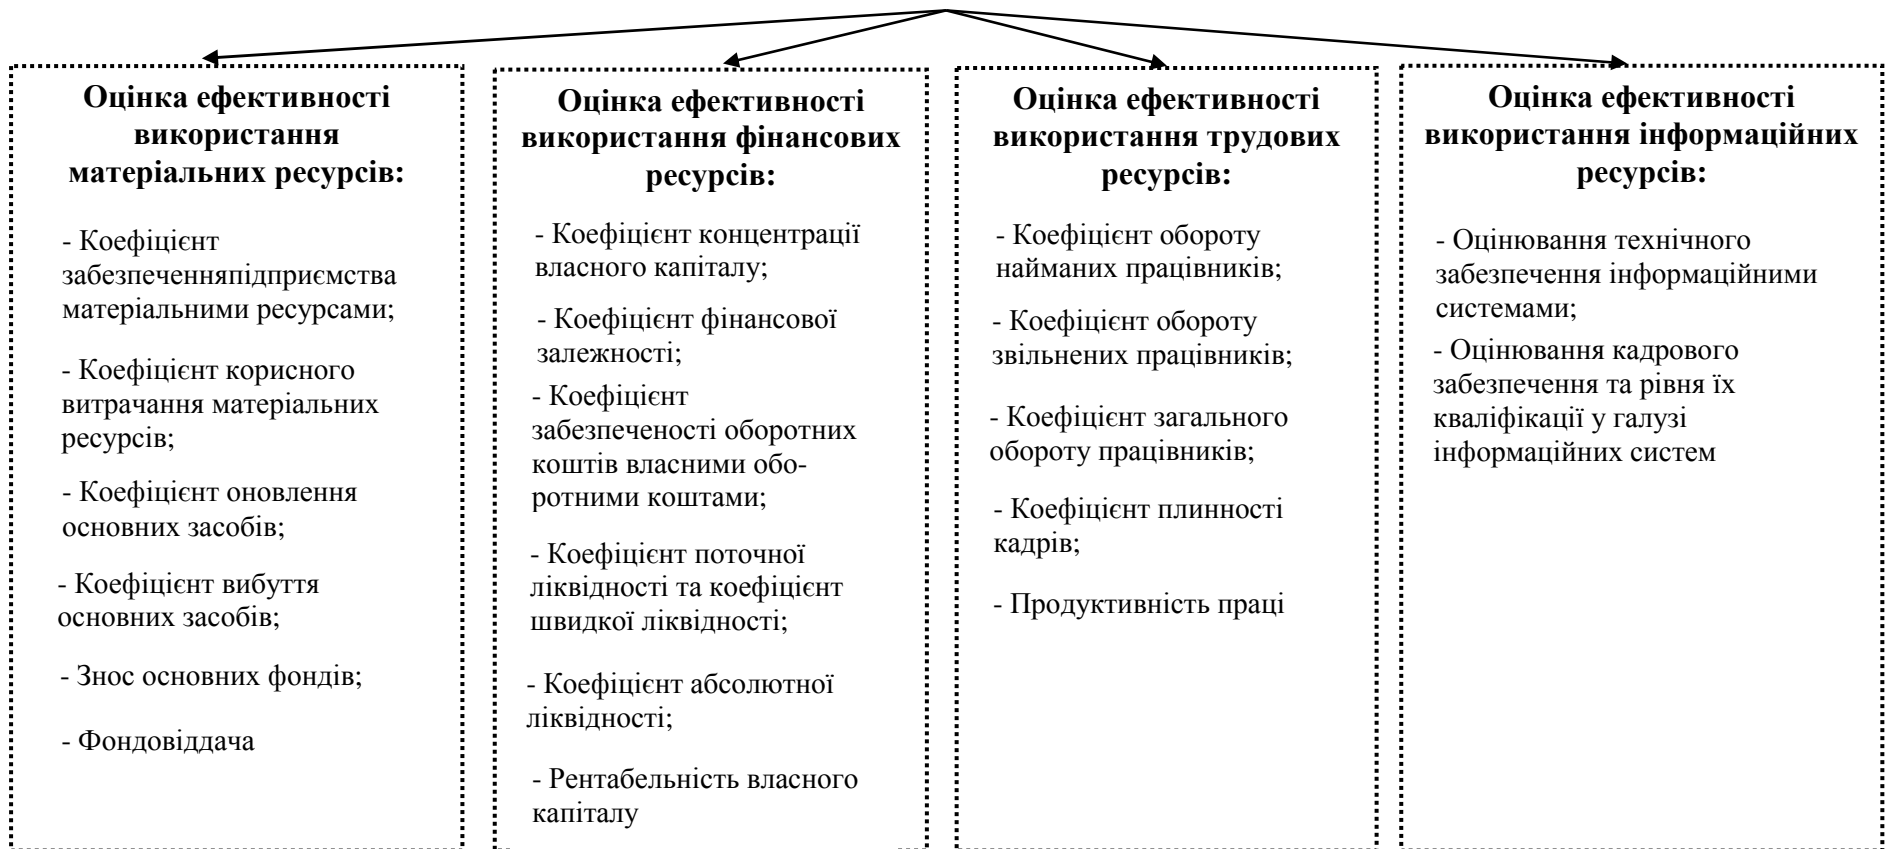 Оцінка ефективності
використання
матеріальних ресурсів:
- Коефіцієнт
забезпеченняпідприємства
матеріальними ресурсами;
- Коефіцієнт корисного
витрачання матеріальних
ресурсів;
- Коефіцієнт оновлення
основних засобів;
- Коефіцієнт вибуття
основних засобів;
- Знос основних фондів;
- Фондовіддача
Оцінка ефективності
використання фінансових
ресурсів:
- Коефіцієнт концентрації
власного капіталу;
- Коефіцієнт фінансової
залежності;
- Коефіцієнт
забезпеченості оборотних
коштів власними обо-
ротними коштами;
- Коефіцієнт поточної
ліквідності та коефіцієнт
швидкої ліквідності;
- Коефіцієнт абсолютної
ліквідності;
- Рентабельність власного
капіталу
Оцінка ефективності
використання трудових
ресурсів:
- Коефіцієнт обороту
найманих працівників;
- Коефіцієнт обороту
звільнених працівників;
- Коефіцієнт загального
обороту працівників;
- Коефіцієнт плинності
кадрів;
- Продуктивність праці
Оцінка ефективності
використання інформаційних
ресурсів:
- Оцінювання технічного
забезпечення інформаційними
системами;
- Оцінювання кадрового
забезпечення та рівня їх
кваліфікації у галузі
інформаційних систем